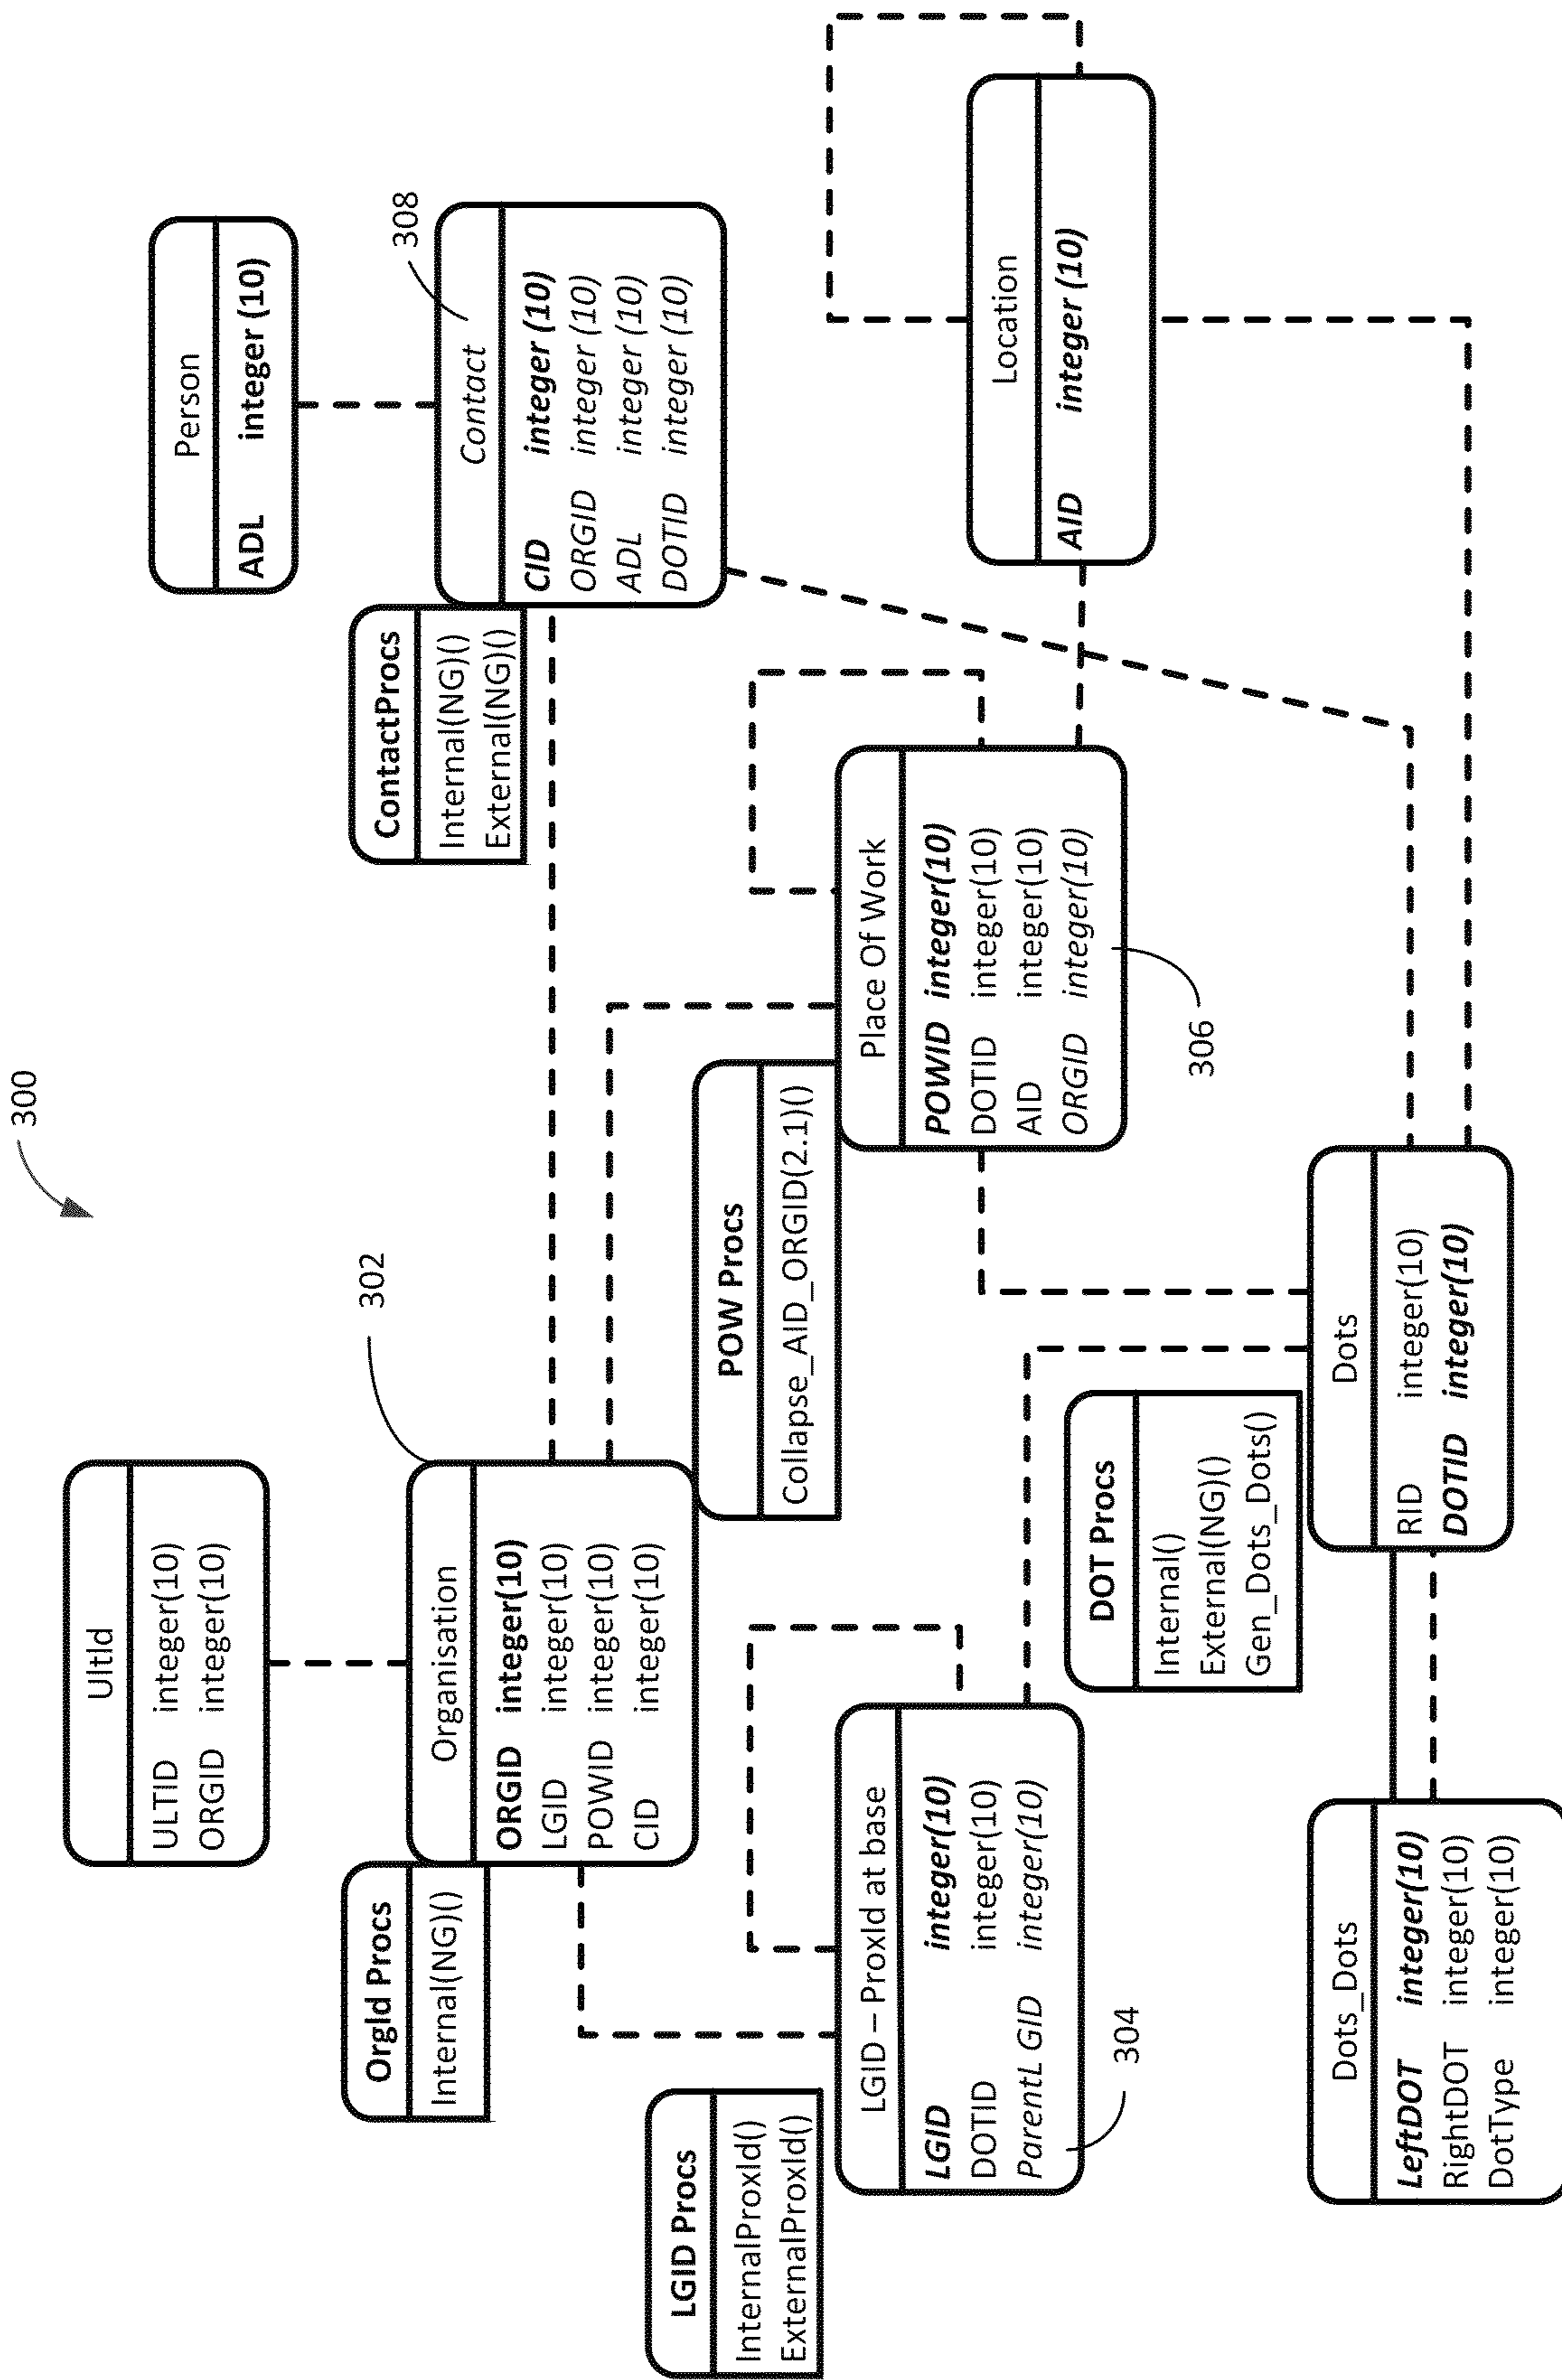 300
UltId
ULTID integer(10)
ORGID integer(10)
Person
ADL integer (10)
302
308
OrgId Procs
Internal(NG)()
Organisation
ORGID integer(10)
LGID integer(10)
POWID integer(10)
CID integer(10)
ContactProcs
Internal(NG)()
External(NG)()
Contact
CID integer (10)
ORGID integer (10)
ADL integer (10)
DOTID integer (10)
LGID Procs
InternalProxId()
ExternalProxId()
POW Procs
Collapse_AID_ORGID(2.1)()
LGID – ProxId at base
LGID integer(10)
DOTID integer(10)
ParentL GID integer(10)
304
Place Of Work
POWID integer(10)
DOTID integer(10)
AID integer(10)
ORGID integer(10)
306
Location
AID integer (10)
DOT Procs
Internal()
External(NG)()
Gen_Dots_Dots()
Dots_Dots
LeftDOT integer(10)
RightDOT integer(10)
DotType integer(10)
Dots
RID integer(10)
DOTID integer(10)